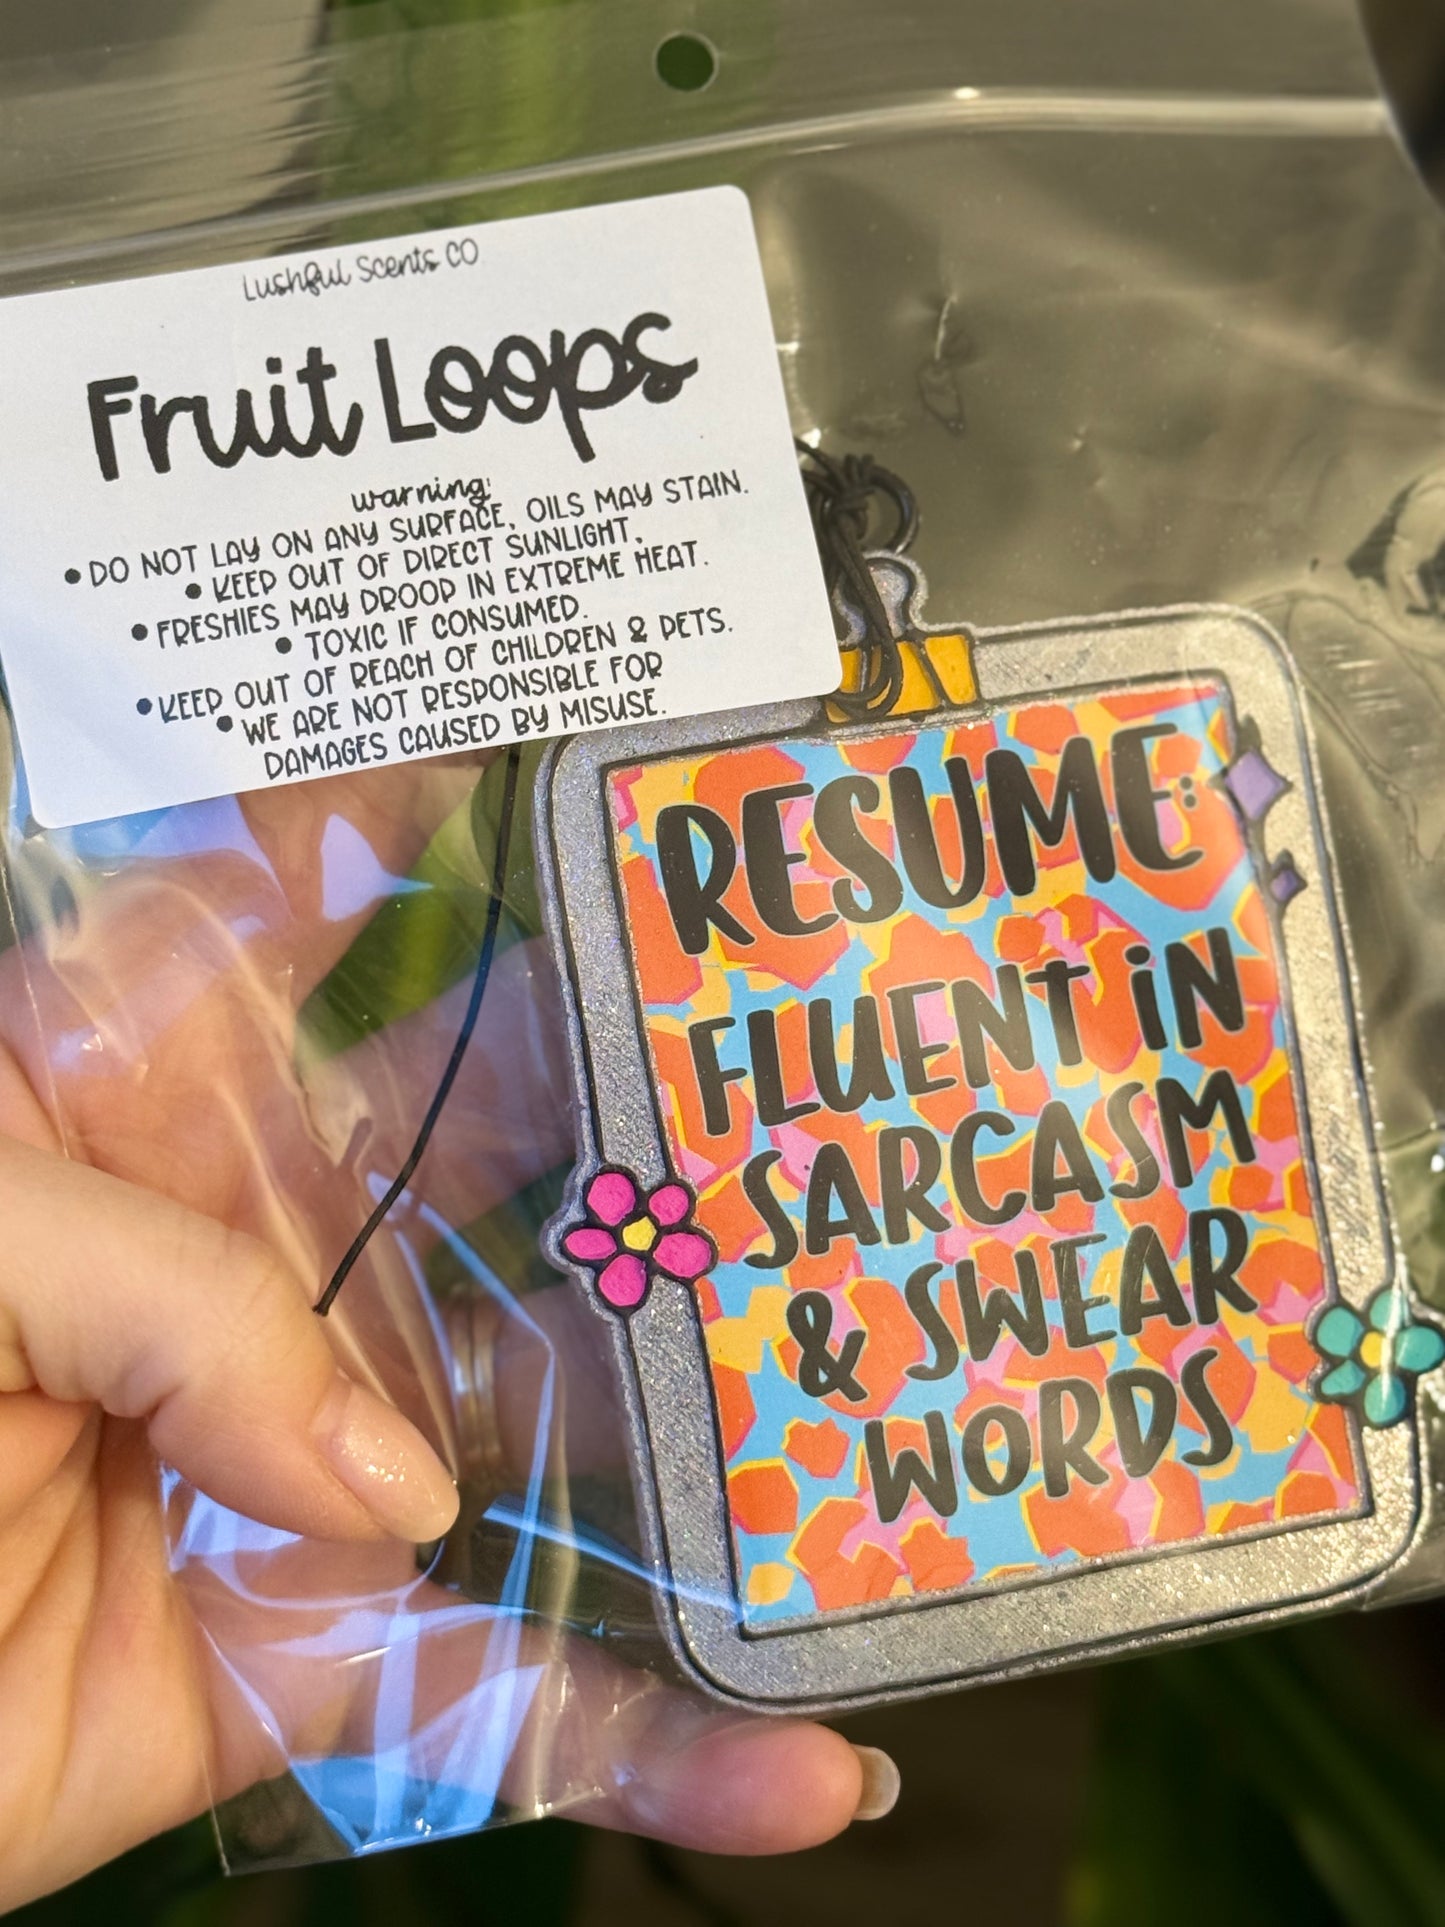 Lushful Scents CO
Fruit Loops
warning:
• DO NOT LAY ON ANY SURFACE, OILS MAY STAIN.
• KEEP OUT OF DIRECT SUNLIGHT,
• FRESHIES MAY DROOP IN EXTREME HEAT.
• TOXIC IF CONSUMED.
• KEEP OUT OF REACH OF CHILDREN & PETS.
• WE ARE NOT RESPONSIBLE FOR
DAMAGES CAUSED BY MISUSE.
RESUME:
FLUENT iN
SARCASM
& SWEAR
WORDS